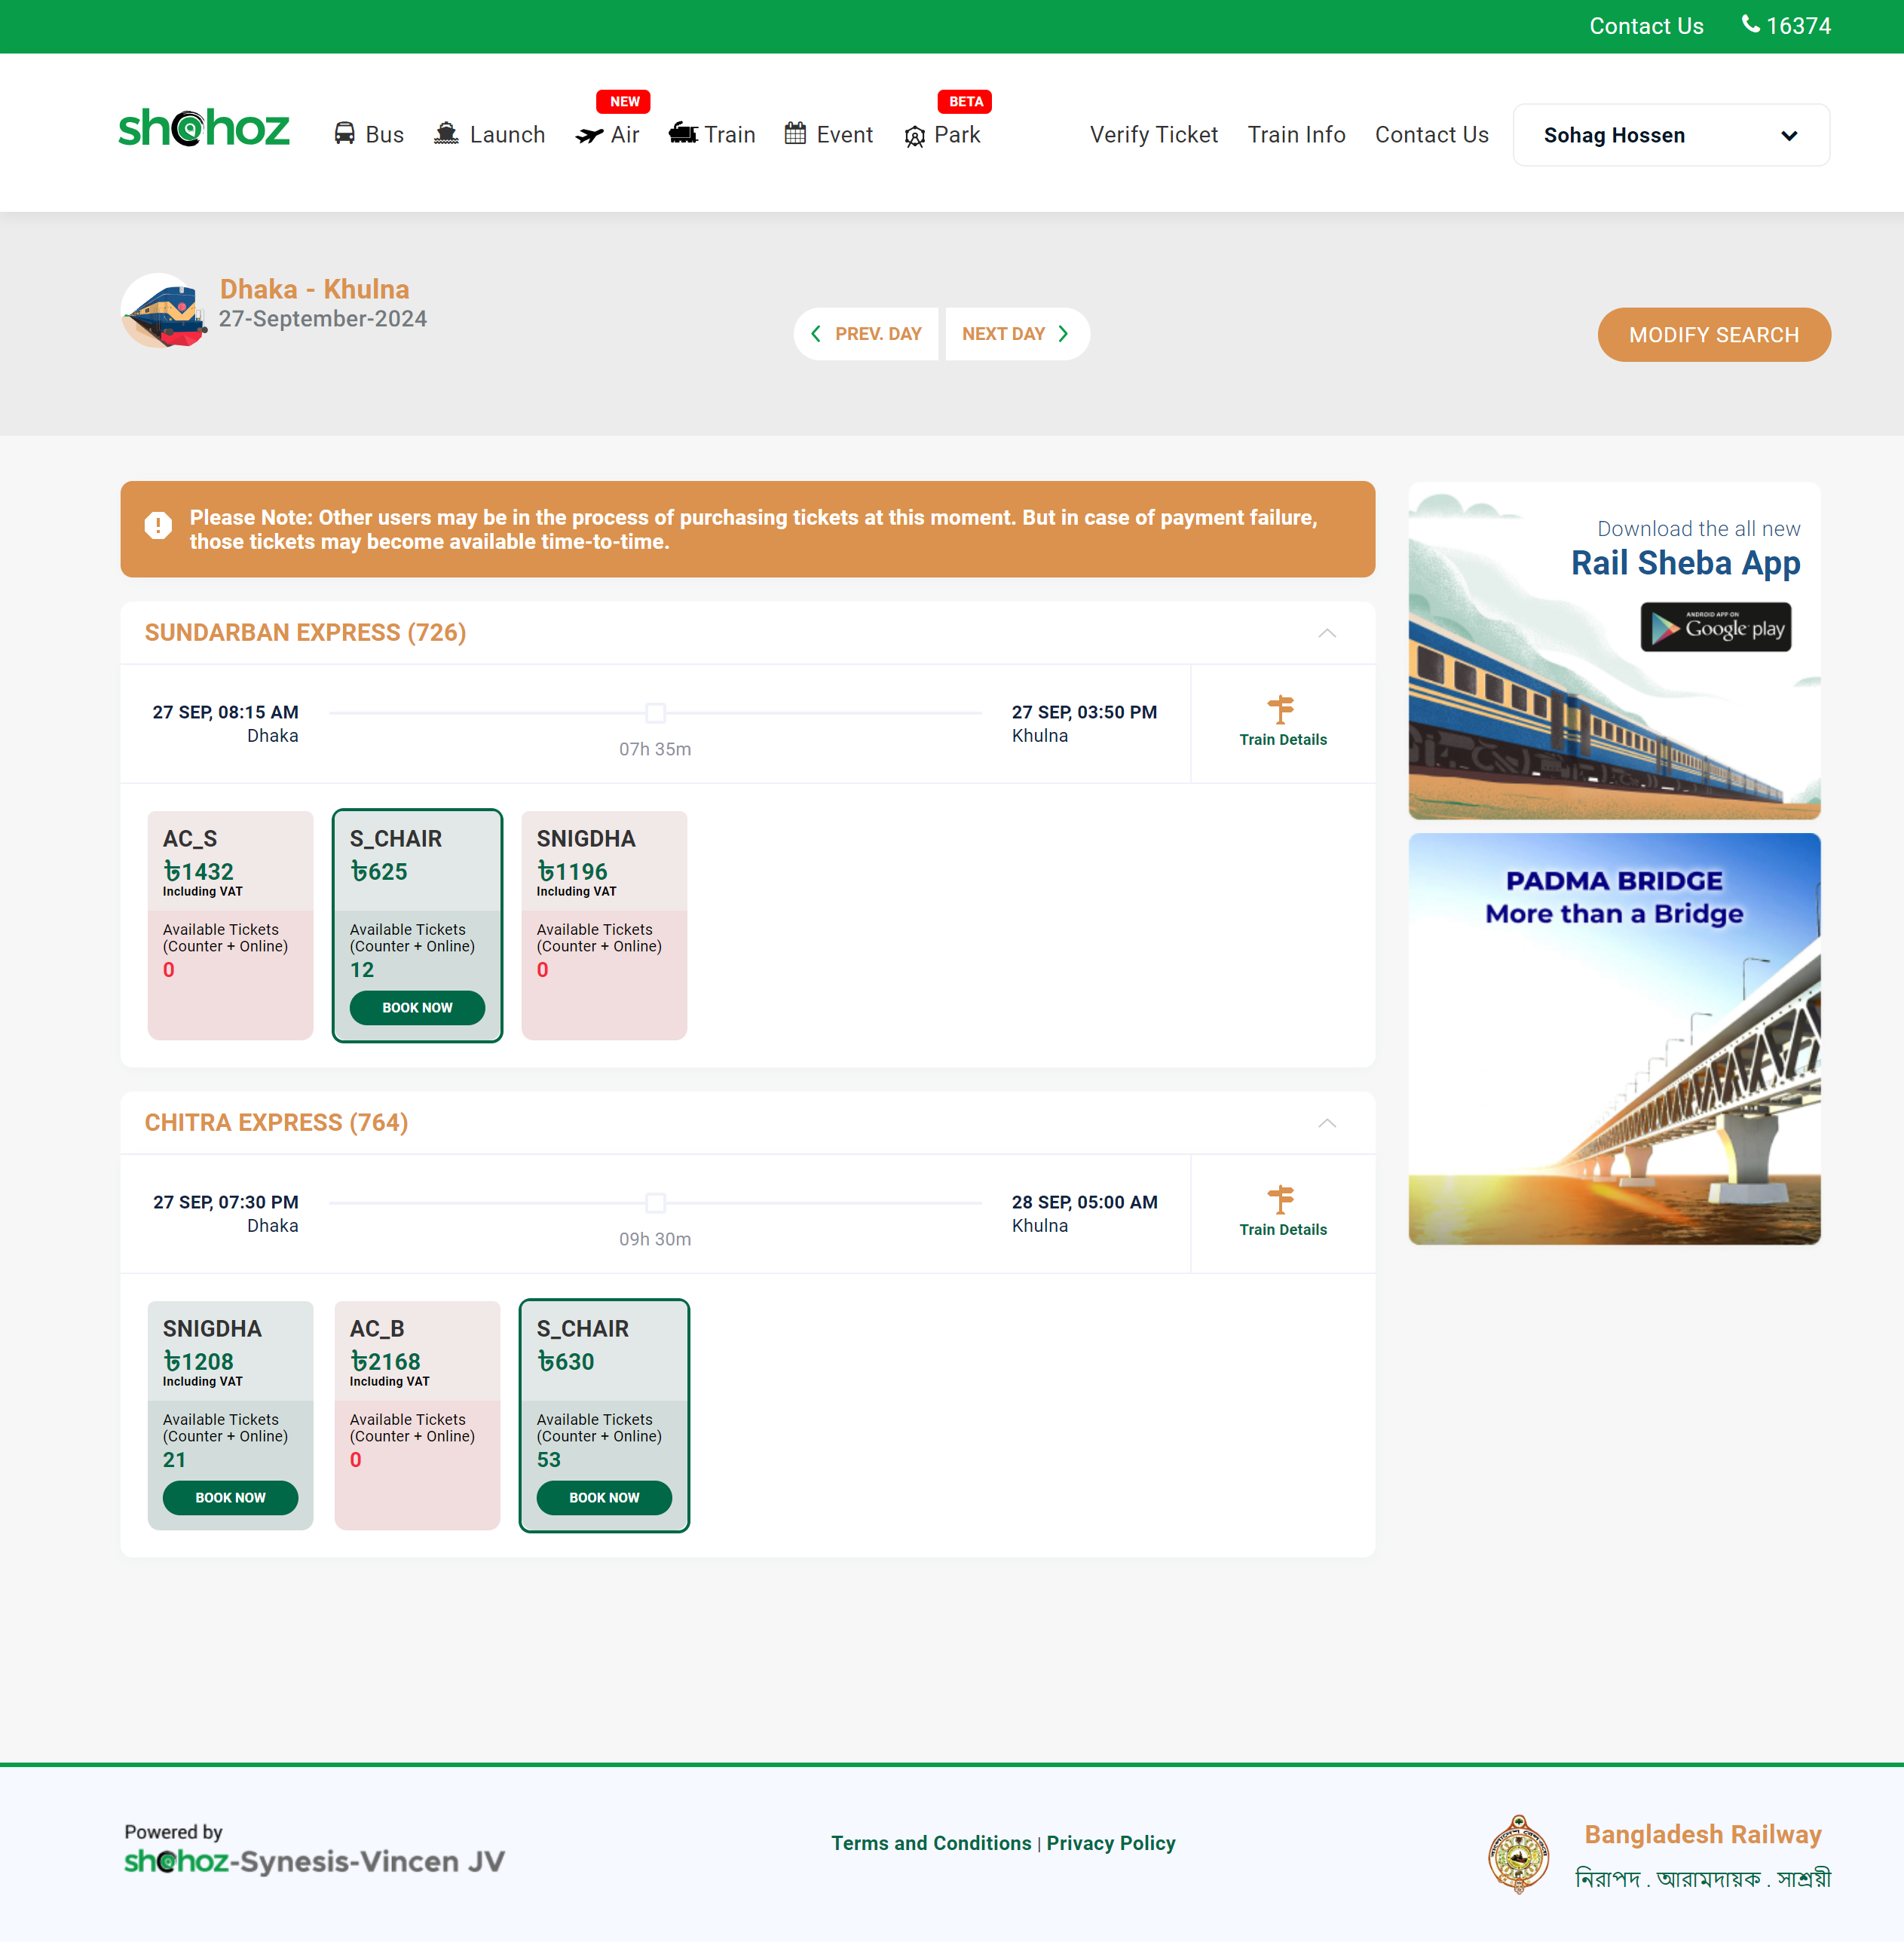 Contact Us 16374
NEW BETA
shohoz Bus Launch Air Train Event Park Verify Ticket Train Info Contact Us Sohag Hossen
Dhaka - Khulna
27-September-2024
PREV. DAY NEXT DAY
MODIFY SEARCH
Please Note: Other users may be in the process of purchasing tickets at this moment. But in case of payment failure,
those tickets may become available time-to-time.
SUNDARBAN EXPRESS (726)
27 SEP, 08:15 AM
Dhaka
07h 35m
27 SEP, 03:50 PM
Khulna
Train Details
AC_S
৳1432
Including VAT
Available Tickets
(Counter + Online)
0
S_CHAIR
৳625
Available Tickets
(Counter + Online)
12
BOOK NOW
SNIGDHA
৳1196
Including VAT
Available Tickets
(Counter + Online)
0
CHITRA EXPRESS (764)
27 SEP, 07:30 PM
Dhaka
09h 30m
28 SEP, 05:00 AM
Khulna
Train Details
SNIGDHA
৳1208
Including VAT
Available Tickets
(Counter + Online)
21
BOOK NOW
AC_B
৳2168
Including VAT
Available Tickets
(Counter + Online)
0
S_CHAIR
৳630
Available Tickets
(Counter + Online)
53
BOOK NOW
Download the all new
Rail Sheba App
ANDROID APP ON
Google play
PADMA BRIDGE
More than a Bridge
Powered by
shohoz-Synesis-Vincen JV
Terms and Conditions | Privacy Policy
Bangladesh Railway
নিরাপদ . আরামদায়ক . সাশ্রয়ী